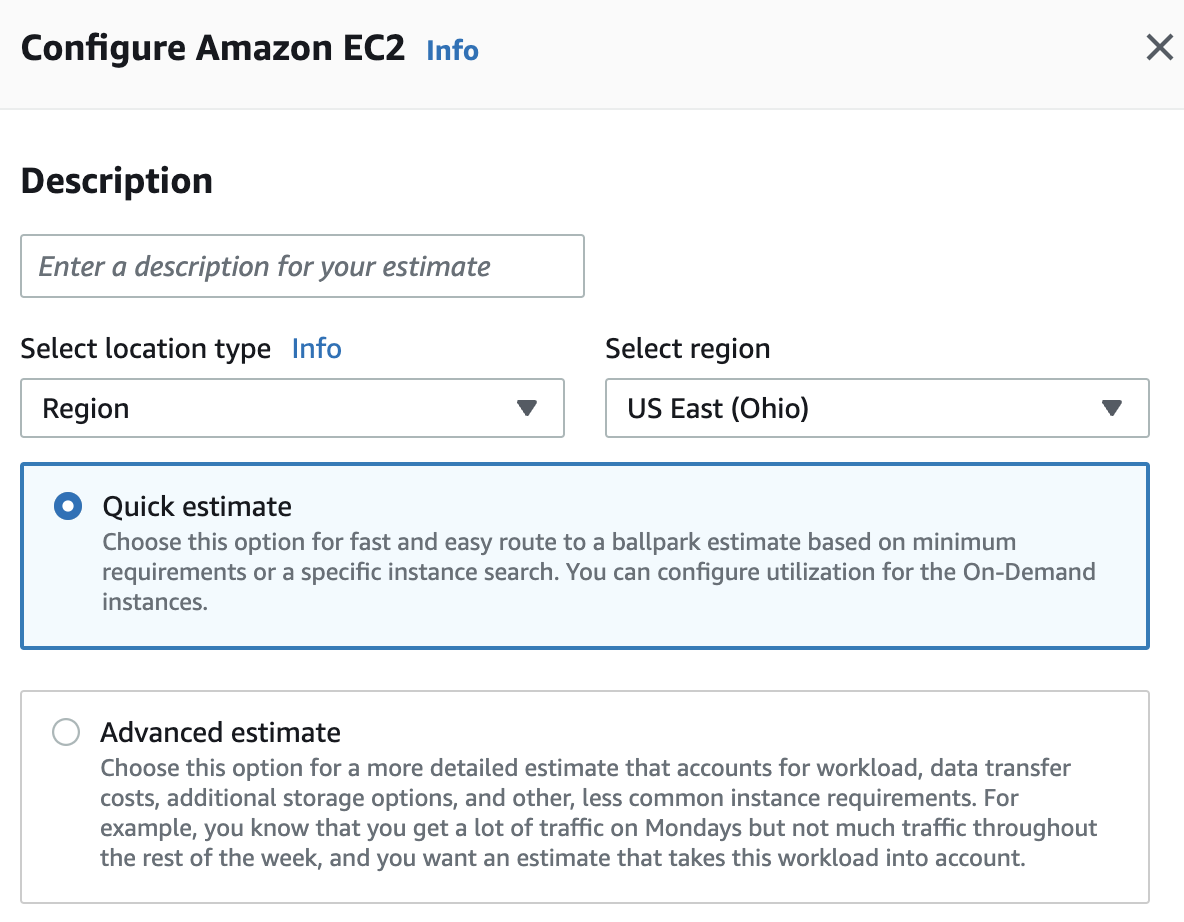 Configure Amazon EC2 Info
Description
Enter a description for your estimate
Select location type Info
Select region
Region
US East (Ohio)
Quick estimate
Choose this option for fast and easy route to a ballpark estimate based on minimum
requirements or a specific instance search. You can configure utilization for the On-Demand
instances.
Advanced estimate
Choose this option for a more detailed estimate that accounts for workload, data transfer
costs, additional storage options, and other, less common instance requirements. For
example, you know that you get a lot of traffic on Mondays but not much traffic throughout
the rest of the week, and you want an estimate that takes this workload into account.